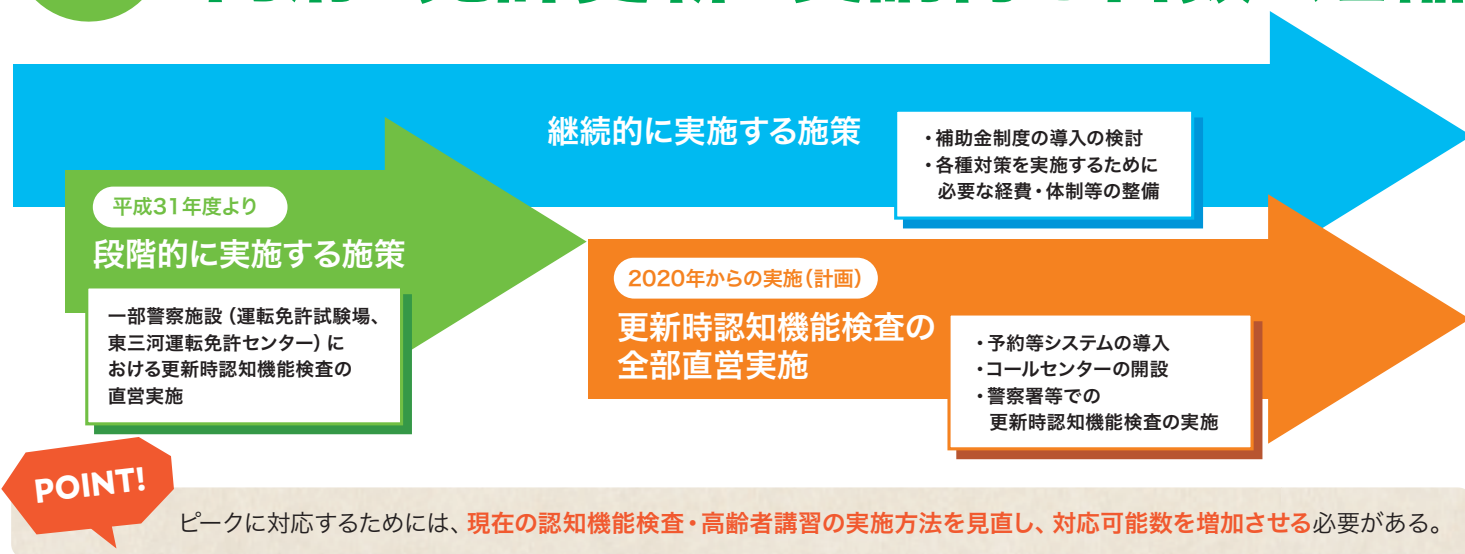 継続的に実施する施策
・補助金制度の導入の検討
・各種対策を実施するために
必要な経費・体制等の整備
平成31年度より
段階的に実施する施策
一部警察施設（運転免許試験場、
東三河運転免許センター）に
おける更新時認知機能検査の
直営実施
2020年からの実施（計画）
更新時認知機能検査の
全部直営実施
・予約等システムの導入
・コールセンターの開設
・警察署等での
更新時認知機能検査の実施
POINT!
ピークに対応するためには、現在の認知機能検査・高齢者講習の実施方法を見直し、対応可能数を増加させる必要がある。